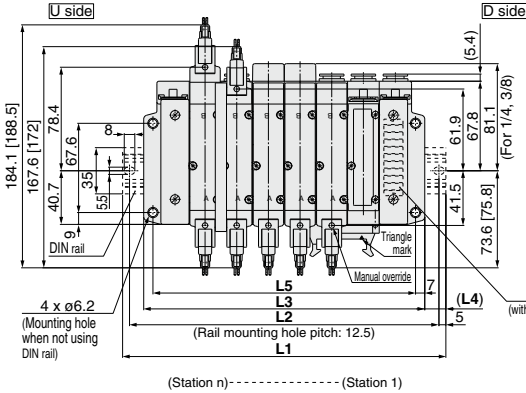 U side
D side
184.1 [188.5]
167.6 [172]
78.4
67.6
8
35
5.5
40.7
9
(5.4)
61.9
67.8
81.1
(For 1/4, 3/8)
41.5
73.6 [75.8]
B B B B B
A A A A A
DIN rail
Triangle
mark
Manual override
4 x ø6.2
(Mounting hole
when not using
DIN rail)
L5
7
L3
(L4)
L2
5
(Rail mounting hole pitch: 12.5)
L1
(with
(Station n)----------------(Station 1)